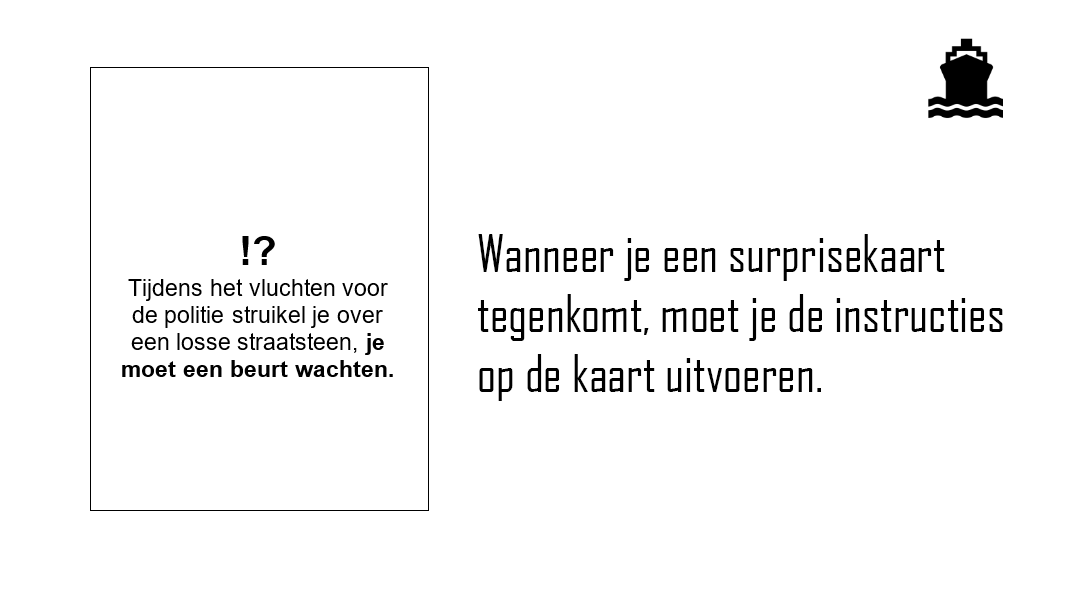 !?
Tijdens het vluchten voor
de politie struikel je over
een losse straatsteen, je
moet een beurt wachten.
Wanneer je een surprisekaart
tegenkomt, moet je de instructies
op de kaart uitvoeren.